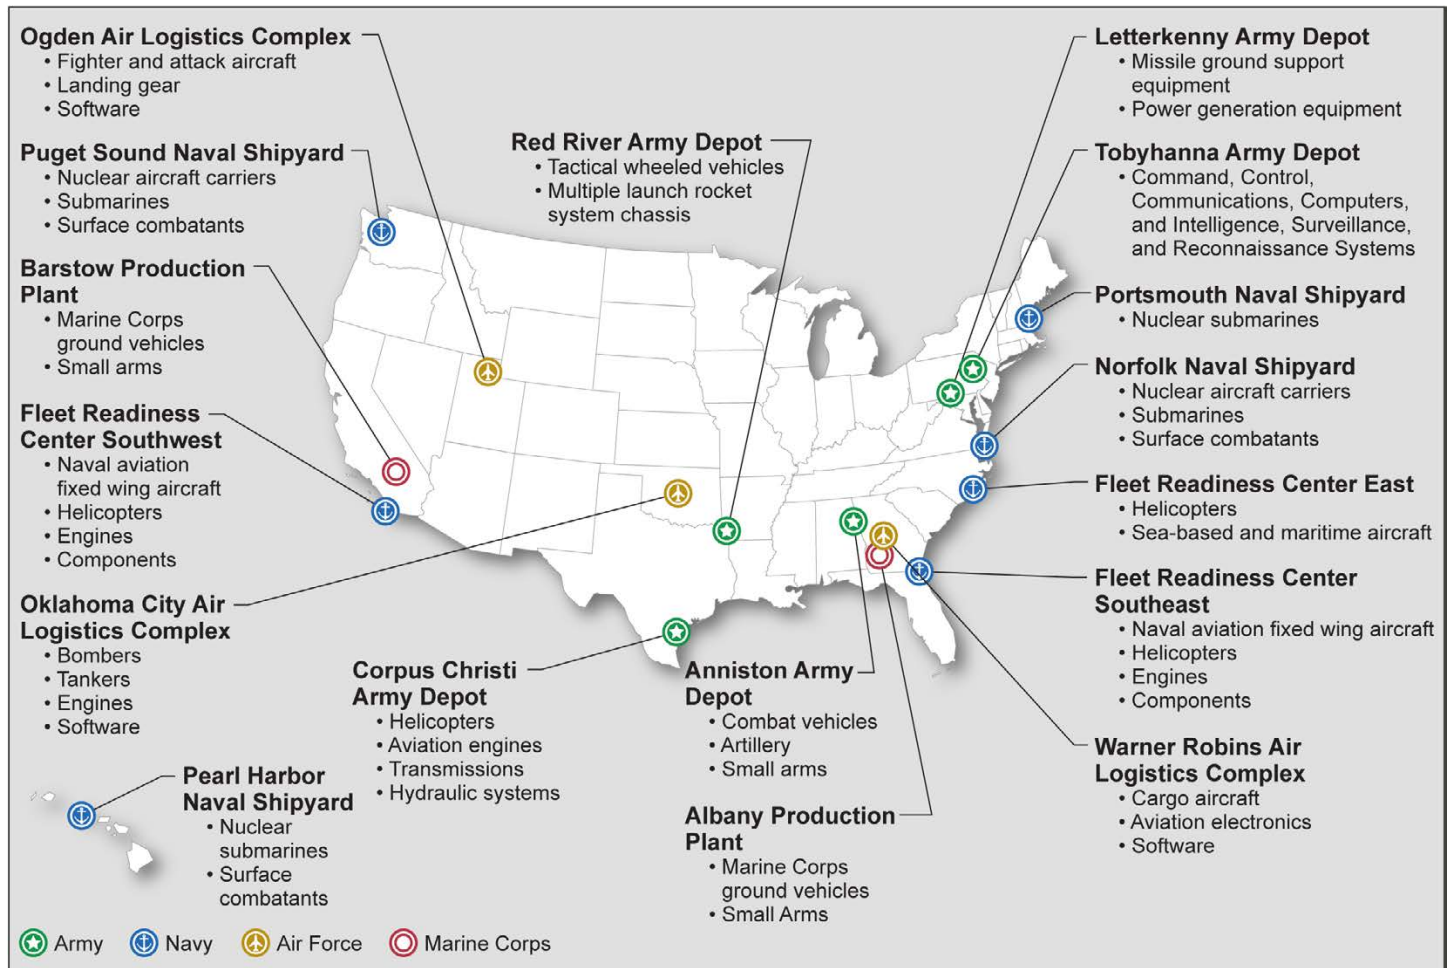 Ogden Air Logistics Complex
• Fighter and attack aircraft
• Landing gear
• Software
Puget Sound Naval Shipyard
• Nuclear aircraft carriers
• Submarines
• Surface combatants
Barstow Production
Plant
• Marine Corps
ground vehicles
• Small arms
Fleet Readiness
Center Southwest
• Naval aviation
fixed wing aircraft
• Helicopters
• Engines
• Components
Oklahoma City Air
Logistics Complex
• Bombers
• Tankers
• Engines
• Software
Pearl Harbor
Naval Shipyard
• Nuclear
submarines
• Surface
combatants
Red River Army Depot
• Tactical wheeled vehicles
• Multiple launch rocket
system chassis
Corpus Christi
Army Depot
• Helicopters
• Aviation engines
• Transmissions
• Hydraulic systems
Anniston Army
Depot
• Combat vehicles
• Artillery
• Small arms
Albany Production
Plant
• Marine Corps
ground vehicles
• Small Arms
Letterkenny Army Depot
• Missile ground support
equipment
• Power generation equipment
Tobyhanna Army Depot
• Command, Control,
Communications, Computers,
and Intelligence, Surveillance,
and Reconnaissance Systems
Portsmouth Naval Shipyard
• Nuclear submarines
Norfolk Naval Shipyard
• Nuclear aircraft carriers
• Submarines
• Surface combatants
Fleet Readiness Center East
• Helicopters
• Sea-based and maritime aircraft
Fleet Readiness Center
Southeast
• Naval aviation fixed wing aircraft
• Helicopters
• Engines
• Components
Warner Robins Air
Logistics Complex
• Cargo aircraft
• Aviation electronics
• Software
Army
Navy
Air Force
Marine Corps